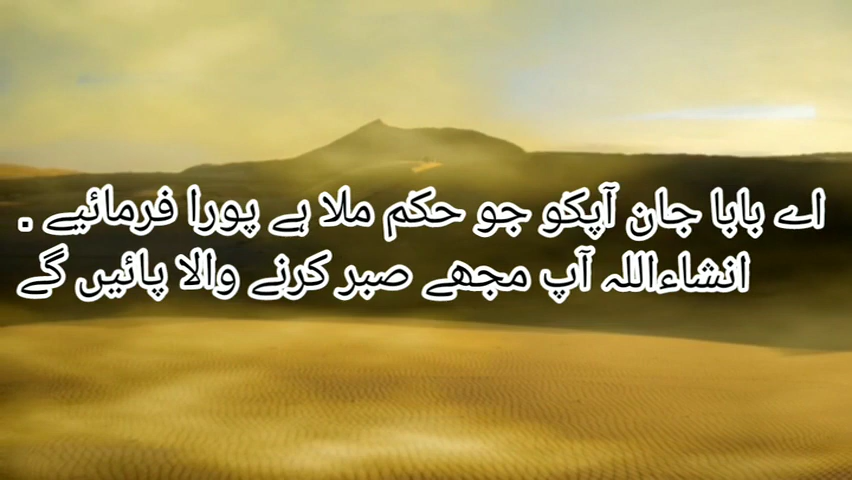 اے بابا جان آپکو جو حکم ملا ہے پورا فرمائیے .
انشاءاللہ آپ مجھے صبر کرنے والا پائیں گے